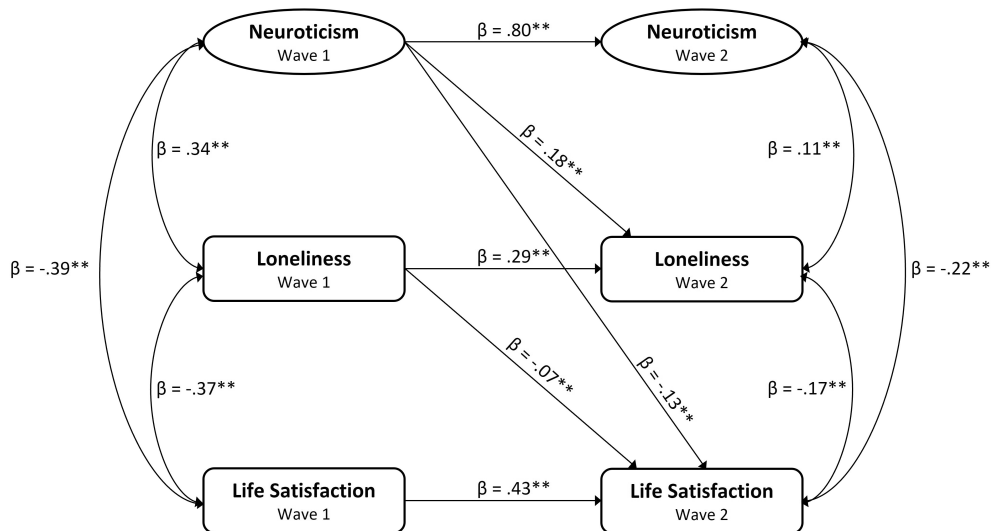 Neuroticism
Wave 1
β = .80**
Neuroticism
Wave 2
β = .34**
β = .18**
β = .11**
β = -.39**
Loneliness
Wave 1
β = .29**
Loneliness
Wave 2
β = -.22**
β = -.37**
β = -.07**
β = -.13**
β = -.17**
Life Satisfaction
Wave 1
β = .43**
Life Satisfaction
Wave 2